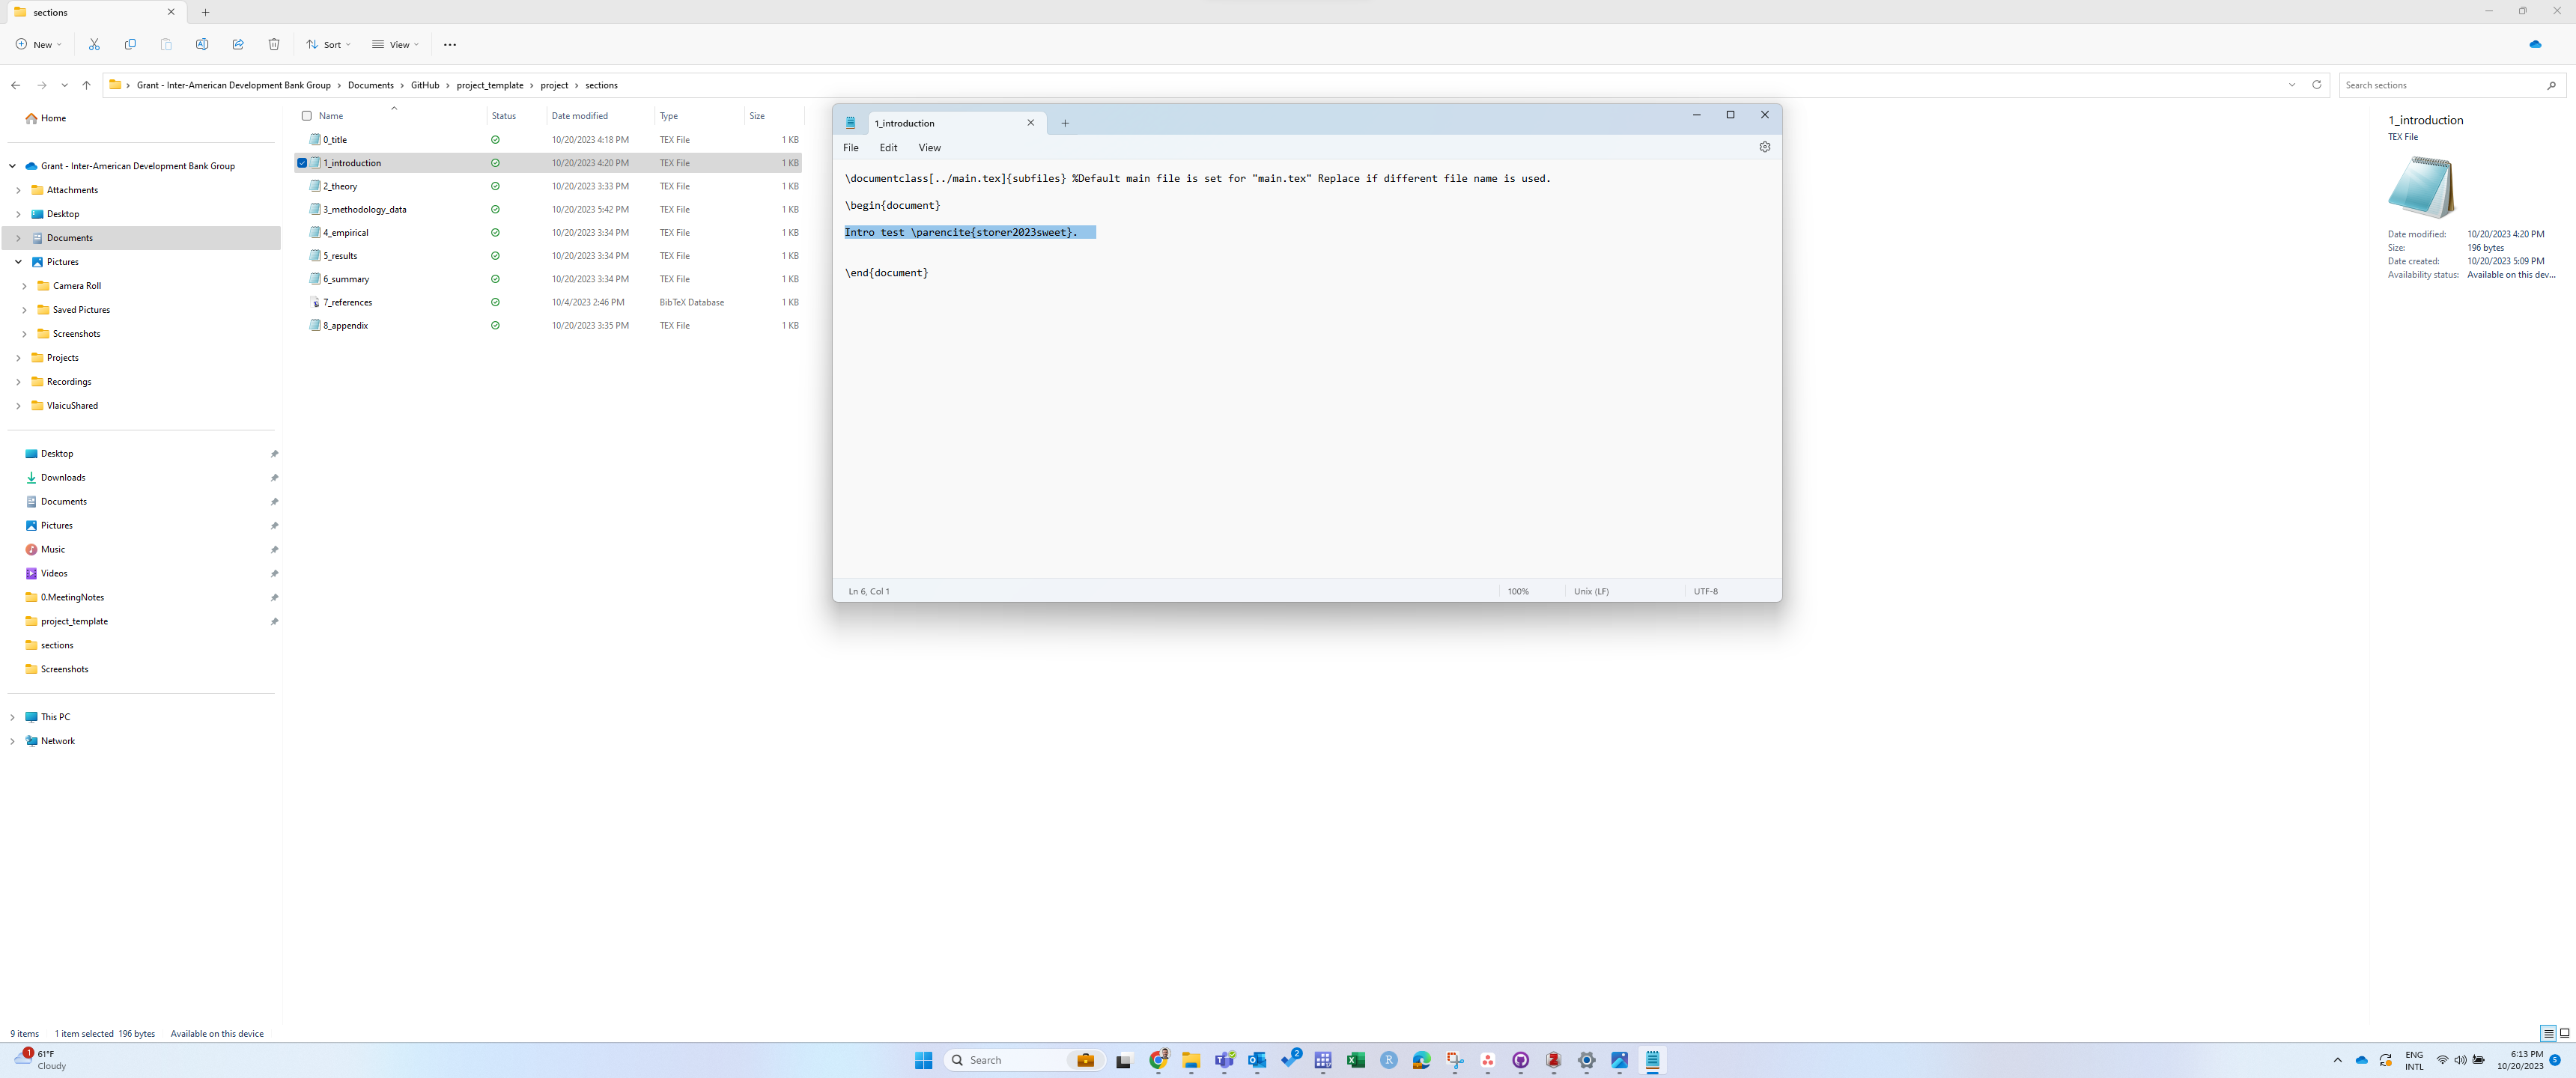 sections
New
Sort
View
Grant - Inter-American Development Bank Group > Documents > GitHub > project_template > project > sections
Search sections
Home
Grant - Inter-American Development Bank Group
Attachments
Desktop
Documents
Pictures
Camera Roll
Saved Pictures
Screenshots
Projects
Recordings
VlaicuShared
Desktop
Downloads
Documents
Pictures
Music
Videos
0.MeetingNotes
project_template
sections
Screenshots
This PC
Network
Name Status Date modified Type Size
0_title 10/20/2023 4:18 PM TEX File 1 KB
1_introduction 10/20/2023 4:20 PM TEX File 1 KB
2_theory 10/20/2023 3:33 PM TEX File 1 KB
3_methodology_data 10/20/2023 5:42 PM TEX File 1 KB
4_empirical 10/20/2023 3:34 PM TEX File 1 KB
5_results 10/20/2023 3:34 PM TEX File 1 KB
6_summary 10/20/2023 3:34 PM TEX File 1 KB
7_references 10/4/2023 2:46 PM BibTeX Database 1 KB
8_appendix 10/20/2023 3:35 PM TEX File 1 KB
1_introduction
File Edit View
\documentclass[../main.tex]{subfiles} %Default main file is set for "main.tex" Replace if different file name is used.
\begin{document}
Intro test \parencite{storer2023sweet}.
\end{document}
Ln 6, Col 1 100% Unix (LF) UTF-8
1_introduction
TEX File
Date modified: 10/20/2023 4:20 PM
Size: 196 bytes
Date created: 10/20/2023 5:09 PM
Availability status: Available on this dev...
9 items 1 item selected 196 bytes Available on this device
1
61°F
Cloudy
Search
2
ENG
INTL
6:13 PM
10/20/2023
5